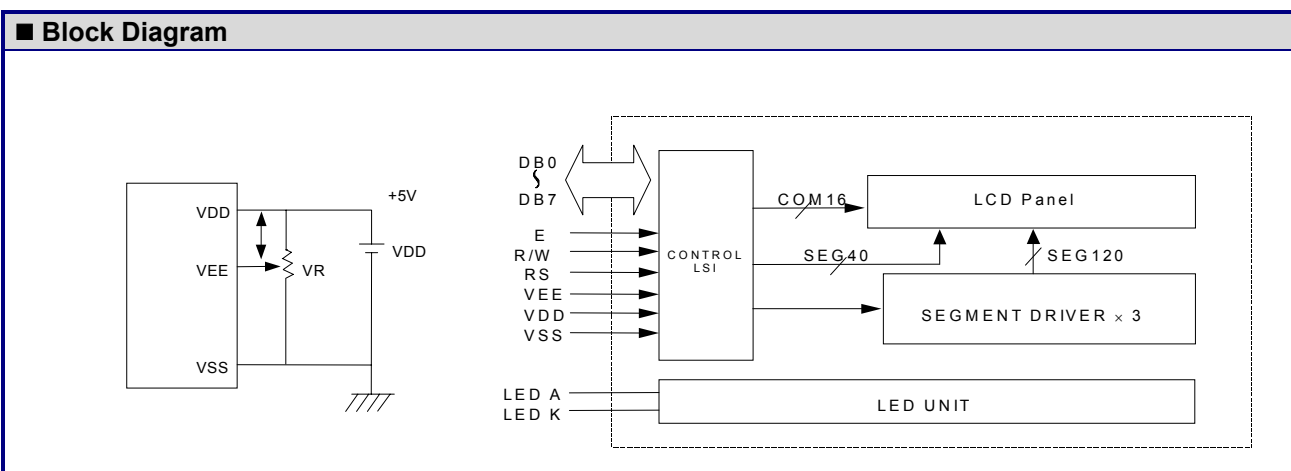 ■ Block Diagram
+5V
VDD
VDD
VEE
VR
VSS
DB0
DB7
E
R/W
RS
VEE
VDD
VSS
CONTROL
LSI
COM16
LCD Panel
SEG40
SEG120
SEGMENT DRIVER × 3
LED A
LED K
LED UNIT